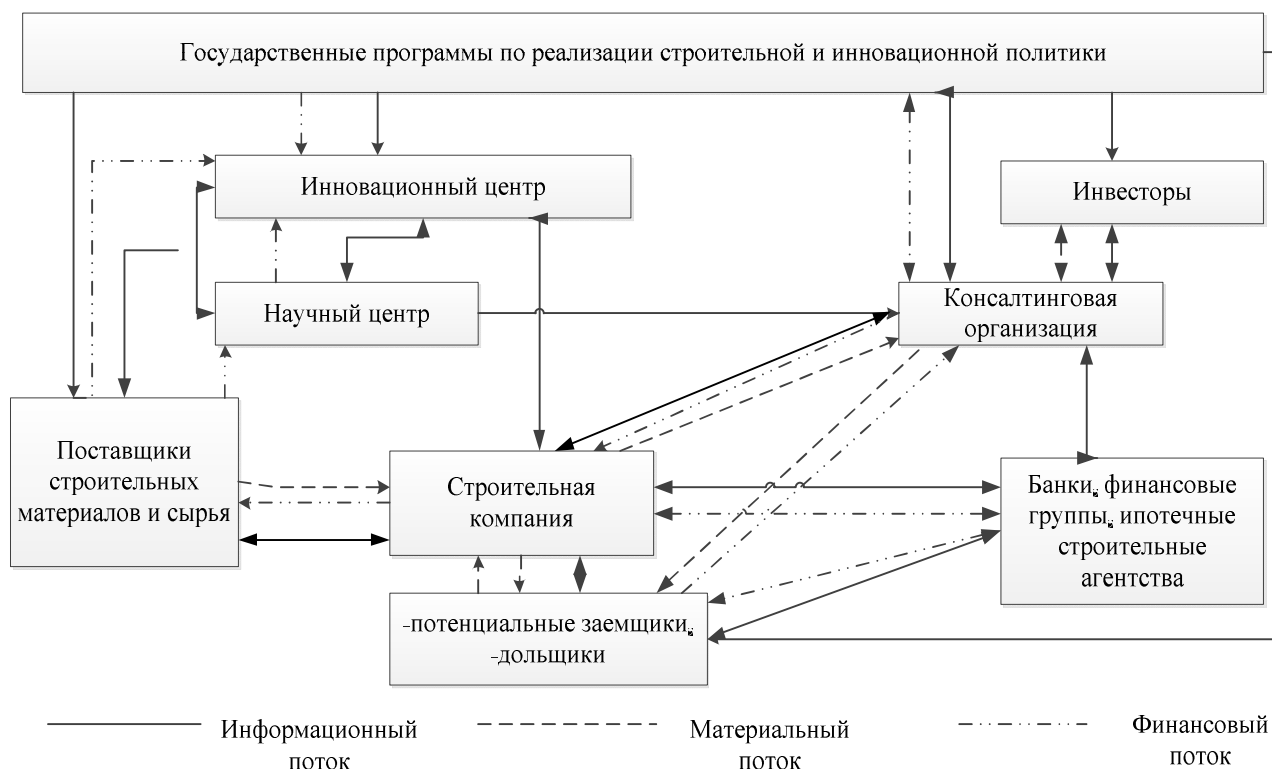 Государственные программы по реализации строительной и инновационной политики
Инновационный центр
Инвесторы
Научный центр
Консалтинговая
организация
Поставщики
строительных
материалов и сырья
Строительная
компания
Банки, финансовые
группы, ипотечные
строительные
агентства
-потенциальные заемщики,
-дольщики
Информационный
поток
Материальный
поток
Финансовый
поток